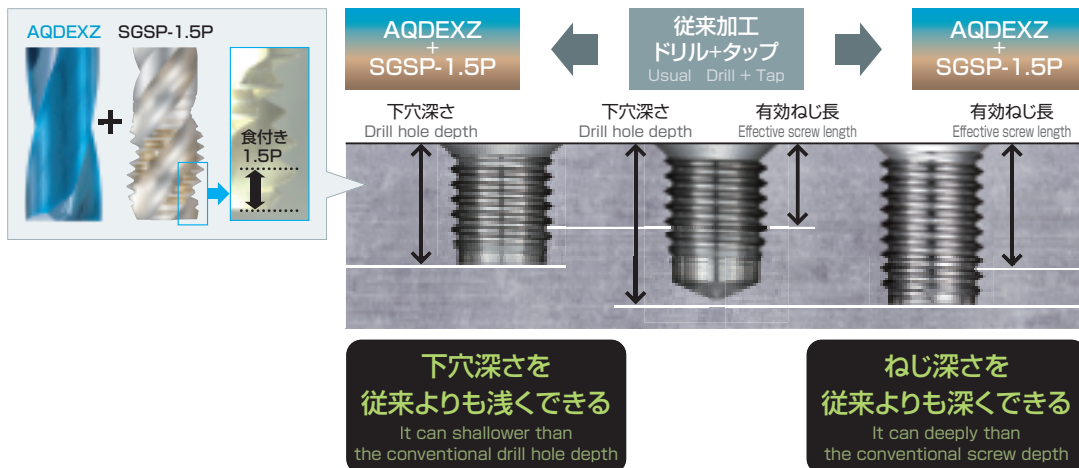 AQDEXZ
SGSP-1.5P
+
食付き
1.5P
AQDEXZ
+
SGSP-1.5P
従来加工
ドリル+タップ
Usual Drill + Tap
AQDEXZ
+
SGSP-1.5P
下穴深さ
Drill hole depth
下穴深さ
Drill hole depth
有効ねじ長
Effective screw length
有効ねじ長
Effective screw length
下穴深さを
従来よりも浅くできる
It can shallower than
the conventional drill hole depth
ねじ深さを
従来よりも深くできる
It can deeply than
the conventional screw depth